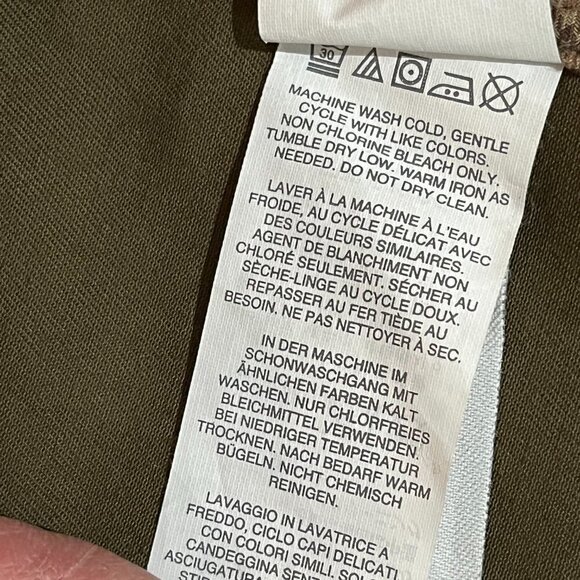 30
MACHINE WASH COLD, GENTLE
CYCLE WITH LIKE COLORS.
NON CHLORINE BLEACH ONLY.
TUMBLE DRY LOW. WARM IRON AS
NEEDED. DO NOT DRY CLEAN.
LAVER À LA MACHINE À L'EAU
FROIDE, AU CYCLE DÉLICAT AVEC
DES COULEURS SIMILAIRES.
AGENT DE BLANCHIMENT NON
CHLORÉ SEULEMENT. SÉCHER AU
SÈCHE-LINGE AU CYCLE DOUX.
REPASSER AU FER TIÈDE AU
BESOIN. NE PAS NETTOYER À SEC.
IN DER MASCHINE IM
SCHONWASCHGANG MIT
ÄHNLICHEN FARBEN KALT
WASCHEN. NUR CHLORFREIES
BLEICHMITTEL VERWENDEN.
BEI NIEDRIGER TEMPERATUR
TROCKNEN. NACH BEDARF WARM
BÜGELN. NICHT CHEMISCH
REINIGEN.
LAVAGGIO IN LAVATRICE A
FREDDO, CICLO CAPI DELICATI
CON COLORI SIMILI.
CANDEGGINA